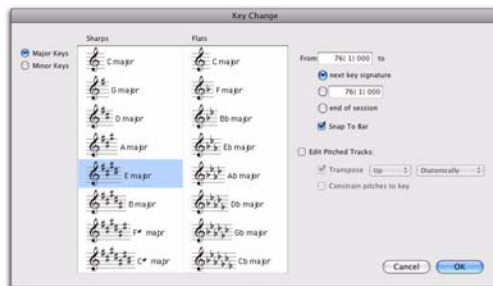 Key Change
Sharps
Flats
Major Keys
Minor Keys
C major
G major
D major
A major
E major
B major
F# major
C# major
C major
F major
Bb major
Eb major
Ab major
Db major
Gb major
Cb major
From 76| 1| 000 to
next key signature
76| 1| 000
end of session
Snap To Bar
Edit Pitched Tracks:
Transpose Up Diatonically
Constrain pitches to key
Cancel OK